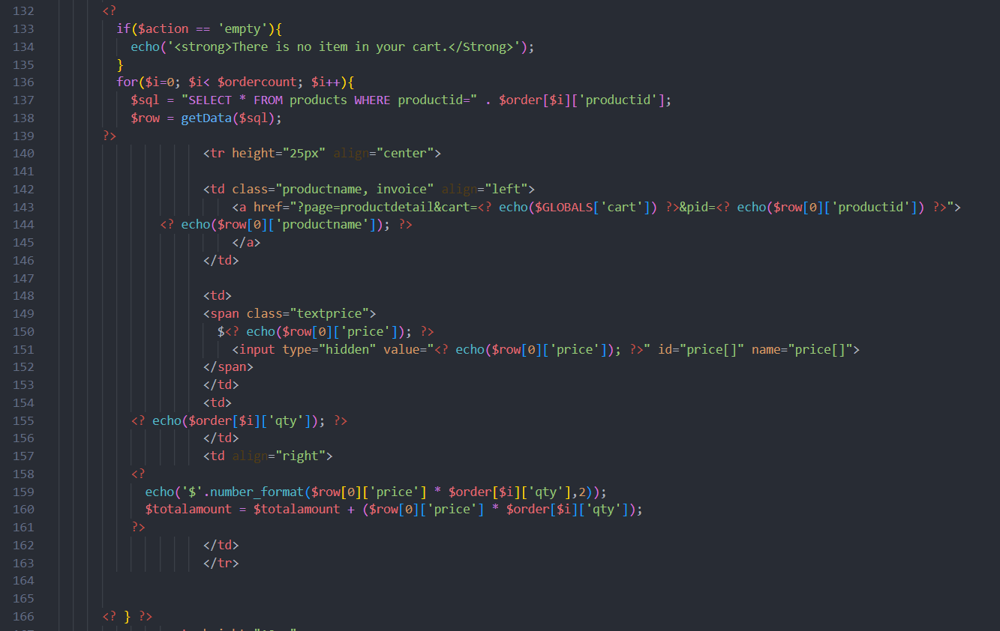 132 <?
133 if($action == 'empty'){
134 echo('<strong>There is no item in your cart.</Strong>');
135 }
136 for($i=0; $i< $ordercount; $i++){
137 $sql = "SELECT * FROM products WHERE productid=" . $order[$i]['productid'];
138 $row = getData($sql);
139 ?>
140 <tr height="25px" align="center">
141
142 <td class="productname, invoice" align="left">
143 <a href="?page=productdetail&cart=<? echo($GLOBALS['cart']) ?>&pid=<? echo($row[0]['productid']) ?>">
144 <? echo($row[0]['productname']); ?>
145 </a>
146 </td>
147
148 <td>
149 <span class="textprice">
150 $<? echo($row[0]['price']); ?>
151 <input type="hidden" value="<? echo($row[0]['price']); ?>" id="price[]" name="price[]">
152 </span>
153 </td>
154 <td>
155 <? echo($order[$i]['qty']); ?>
156 </td>
157 <td align="right">
158 <?
159 echo('$'.number_format($row[0]['price'] * $order[$i]['qty'],2));
160 $totalamount = $totalamount + ($row[0]['price'] * $order[$i]['qty']);
161 ?>
162 </td>
163 </tr>
164
165
166 <? } ?>